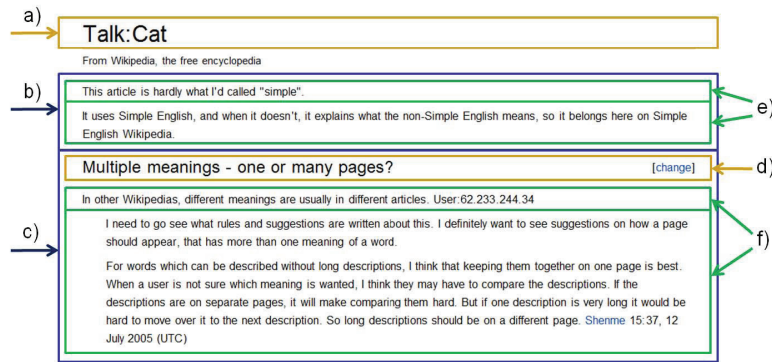 a)
Talk:Cat
From Wikipedia, the free encyclopedia
b)
This article is hardly what I'd called "simple".
It uses Simple English, and when it doesn't, it explains what the non-Simple English means, so it belongs here on Simple
English Wikipedia.
e)
Multiple meanings - one or many pages? [change]
d)
In other Wikipedias, different meanings are usually in different articles. User:62.233.244.34
c)
I need to go see what rules and suggestions are written about this. I definitely want to see suggestions on how a page
should appear, that has more than one meaning of a word.
f)
For words which can be described without long descriptions, I think that keeping them together on one page is best.
When a user is not sure which meaning is wanted, I think they may have to compare the descriptions. If the
descriptions are on separate pages, it will make comparing them hard. But if one description is very long it would be
hard to move over it to the next description. So long descriptions should be on a different page. Shenme 15:37, 12
July 2005 (UTC)